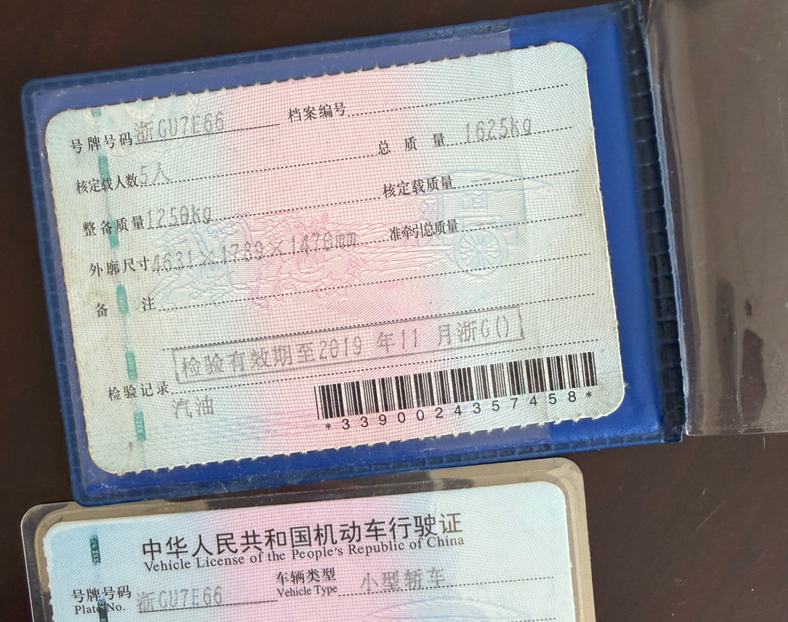 号牌号码 浙GU7E66 档案编号
核定载人数 5人 总质量 1625kg
整备质量 1250kg 核定载质量
外廓尺寸 4631×1789×1470mm 准牵引总质量
备注
检验有效期至2019年11月浙G()
检验记录
汽油
*3390024357458*
中华人民共和国机动车行驶证
Vehicle License of the People's Republic of China
号牌号码 浙GU7E66 车辆类型 小型轿车
Plate No. Vehicle Type